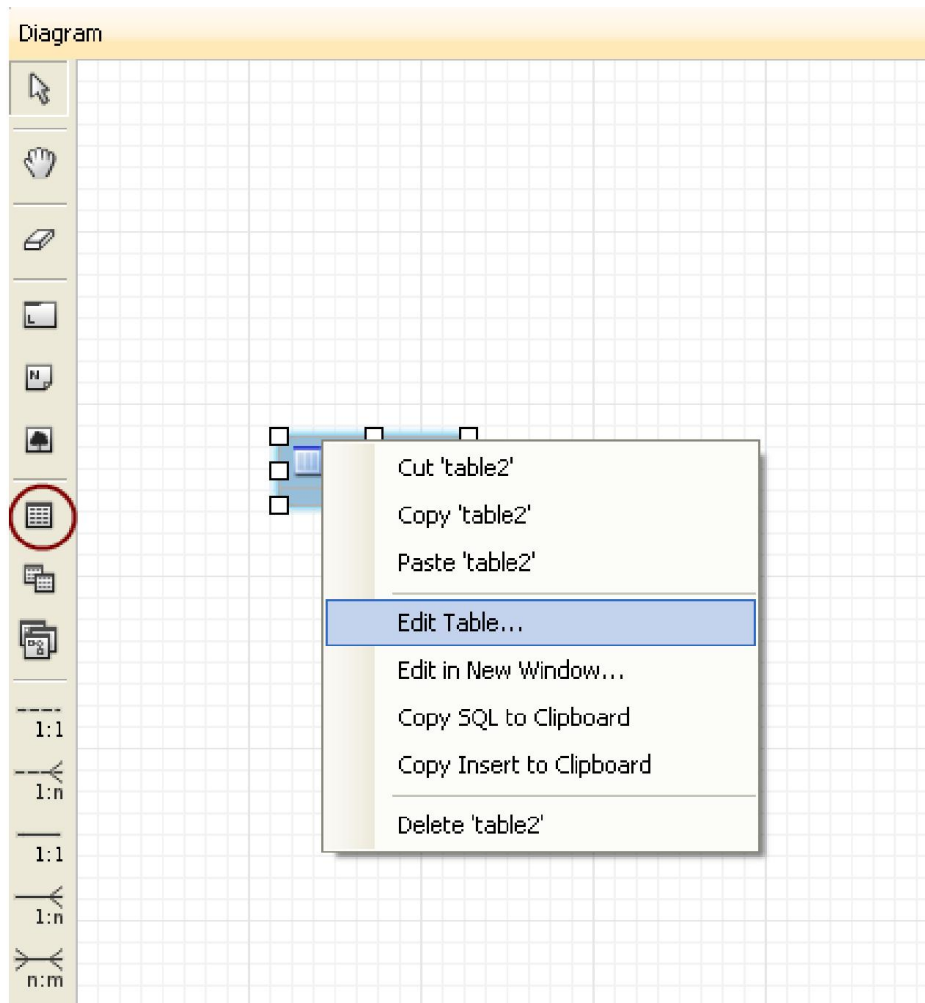 Diagram
L
N
Cut 'table2'
Copy 'table2'
Paste 'table2'
Edit Table...
Edit in New Window...
Copy SQL to Clipboard
Copy Insert to Clipboard
Delete 'table2'
1:1
1:n
1:1
1:n
n:m